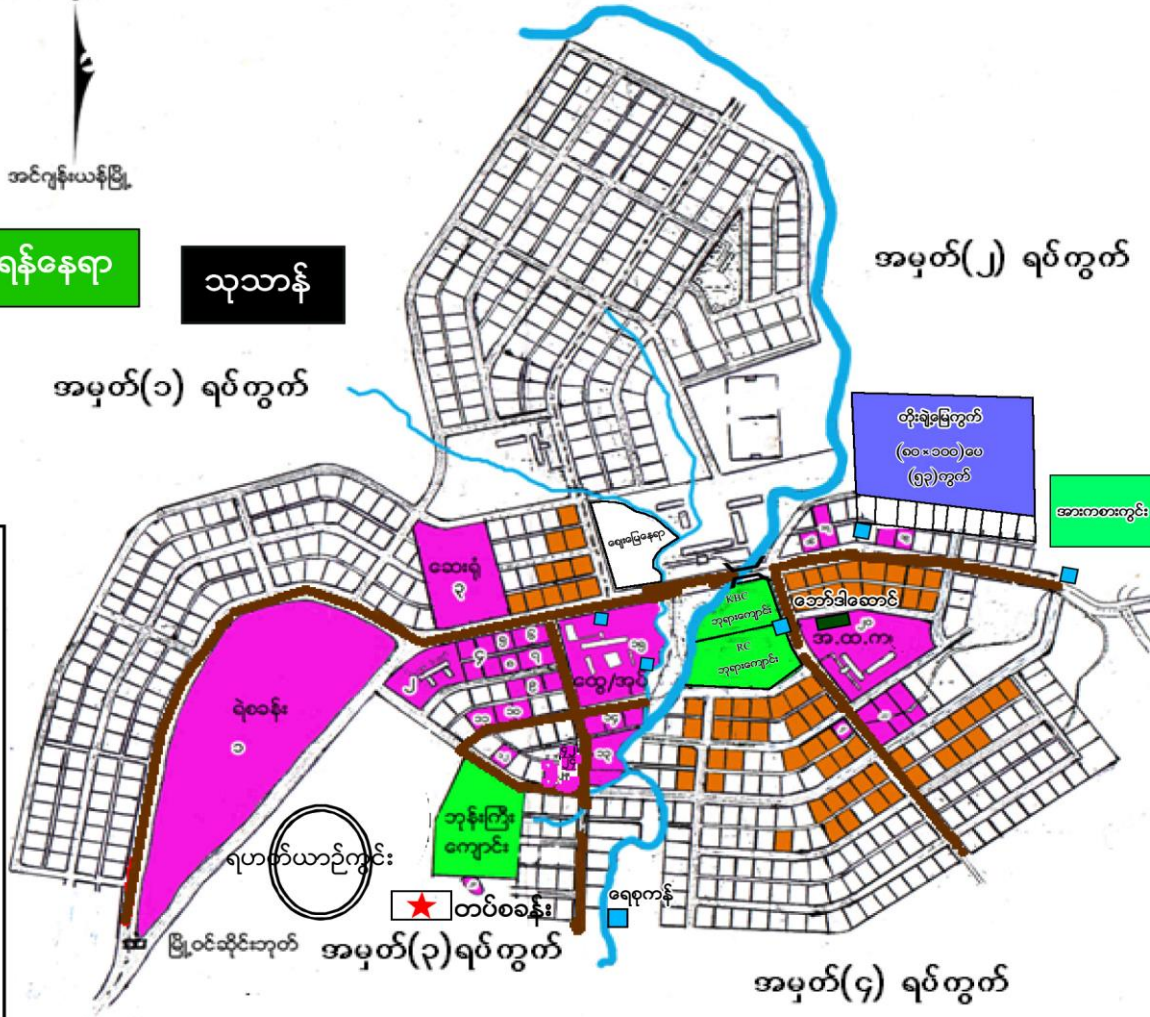 အင်ဂျန်းယန်မြို့
ရန်နေရာ
သုသာန်
အမှတ်(၂) ရပ်ကွက်
အမှတ်(၁) ရပ်ကွက်
တိုးချဲ့မြေကွက်
(၈၀×၁၀၀)ပေ
(၅၃)ကွက်
အားကစားကွင်း
ဈေးမြေနေရာ
ဆေးရုံ
၃
KBC
ဘုရားကျောင်း
RC
ဘုရားကျောင်း
ဘော်ဒါဆောင်
အ.ထ.က
ထွေ/အုပ်
၂
၄
ရဲစခန်း
၁
ဘုန်းကြီး
ကျောင်း
ရဟတ်ယာဉ်ကွင်း
တပ်စခန်း
ရေစုကန်
မြို့ဝင်ဆိုင်းဘုတ်
အမှတ်(၃)ရပ်ကွက်
အမှတ်(၄) ရပ်ကွက်